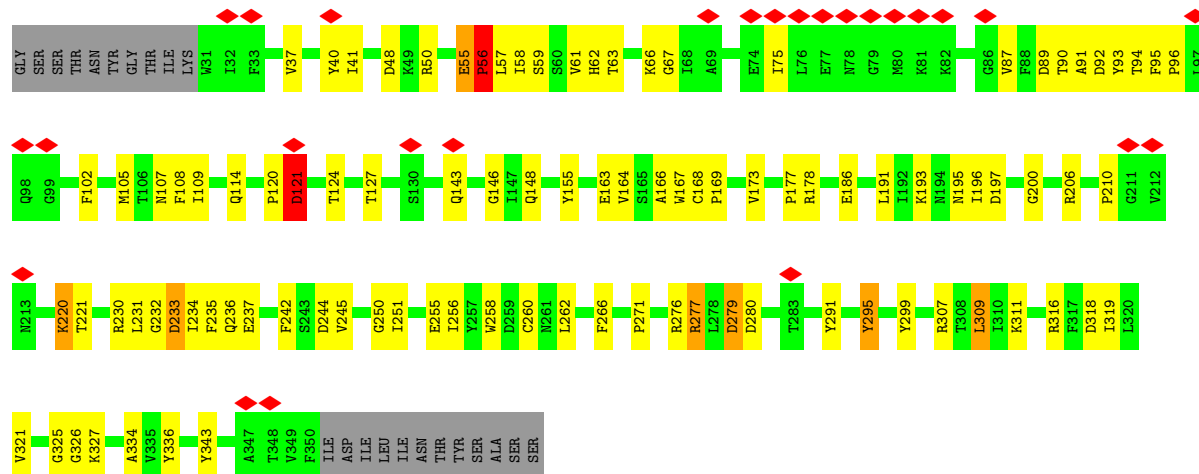 GLY SER SER THR ASN TYR GLY THR ILE LYS W31 I32 F33 V37 Y40 I41 D48 K49 R50 E55 P56 L57 I58 S59 S60 V61 H62 T63 K66 G67 I68 A69 E74 I75 L76 E77 N78 G79 M80 K81 K82 G86 V87 F88 D89 T90 A91 D92 Y93 T94 F95 P96 L97
Q98 G99 F102 M105 T106 N107 F108 I109 Q114 P120 D121 T124 T127 S130 Q143 G146 I147 Q148 Y155 E163 V164 S165 A166 W167 C168 P169 V173 P177 R178 E186 L191 I192 K193 N194 N195 I196 D197 G200 R206 P210 G211 V212
N213 K220 T221 R230 L231 G232 D233 I234 F235 Q236 E237 F242 S243 D244 V245 G250 I251 E255 I256 Y257 W258 D259 C260 N261 L262 F266 P271 R276 R277 L278 D279 D280 T283 Y291 Y295 Y299 R307 T308 L309 I310 K311 R316 F317 D318 I319 L320
V321 G325 G326 K327 A334 V335 Y336 Y343 A347 T348 V349 F350 ILE ASP ILE LEU ILE ASN THR TYR SER ALA SER SER